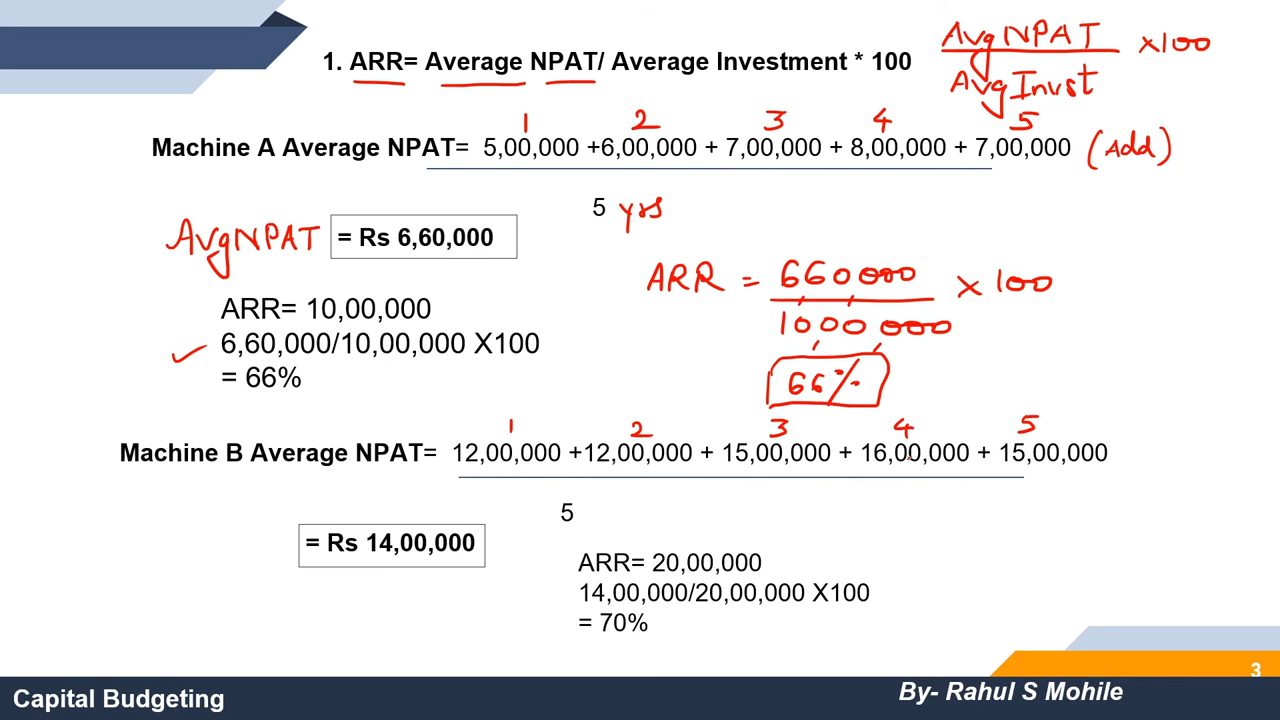 1. ARR= Average NPAT/ Average Investment * 100
AvgNPAT
x100
Avg Invst
1 2 3 4 5
Machine A Average NPAT= 5,00,000 +6,00,000 + 7,00,000 + 8,00,000 + 7,00,000 (Add)
5 yrs
AvgNPAT = Rs 6,60,000
ARR = 660000 x 100
1000000
66%
ARR= 10,00,000
6,60,000/10,00,000 X100
= 66%
1 2 3 4 5
Machine B Average NPAT= 12,00,000 +12,00,000 + 15,00,000 + 16,00,000 + 15,00,000
5
= Rs 14,00,000
ARR= 20,00,000
14,00,000/20,00,000 X100
= 70%
3
Capital Budgeting
By- Rahul S Mohile